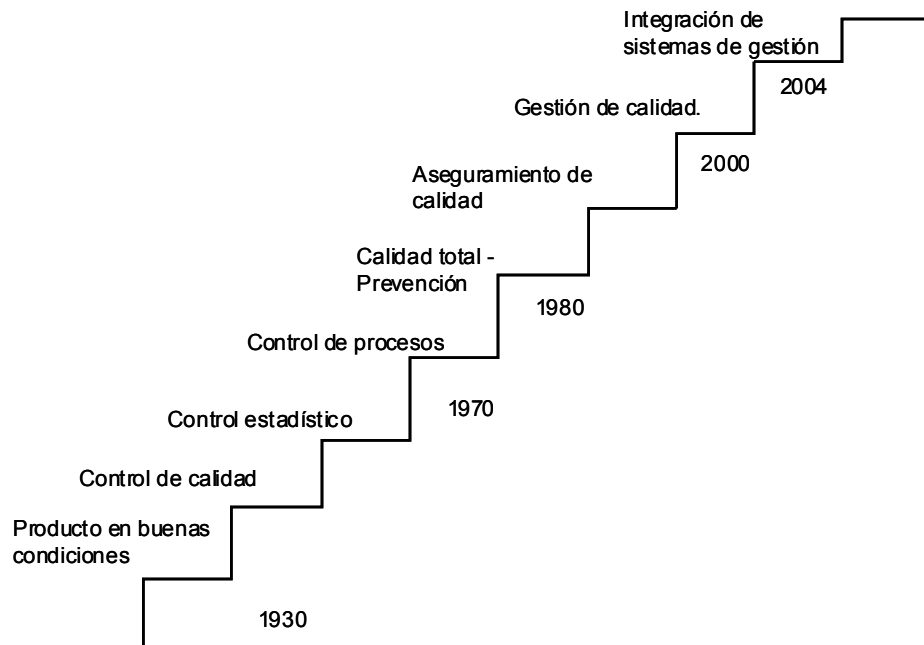 Integración de
sistemas de gestión
2004
Gestión de calidad.
2000
Aseguramiento de
calidad
Calidad total -
Prevención
1980
Control de procesos
1970
Control estadístico
Control de calidad
Producto en buenas
condiciones
1930